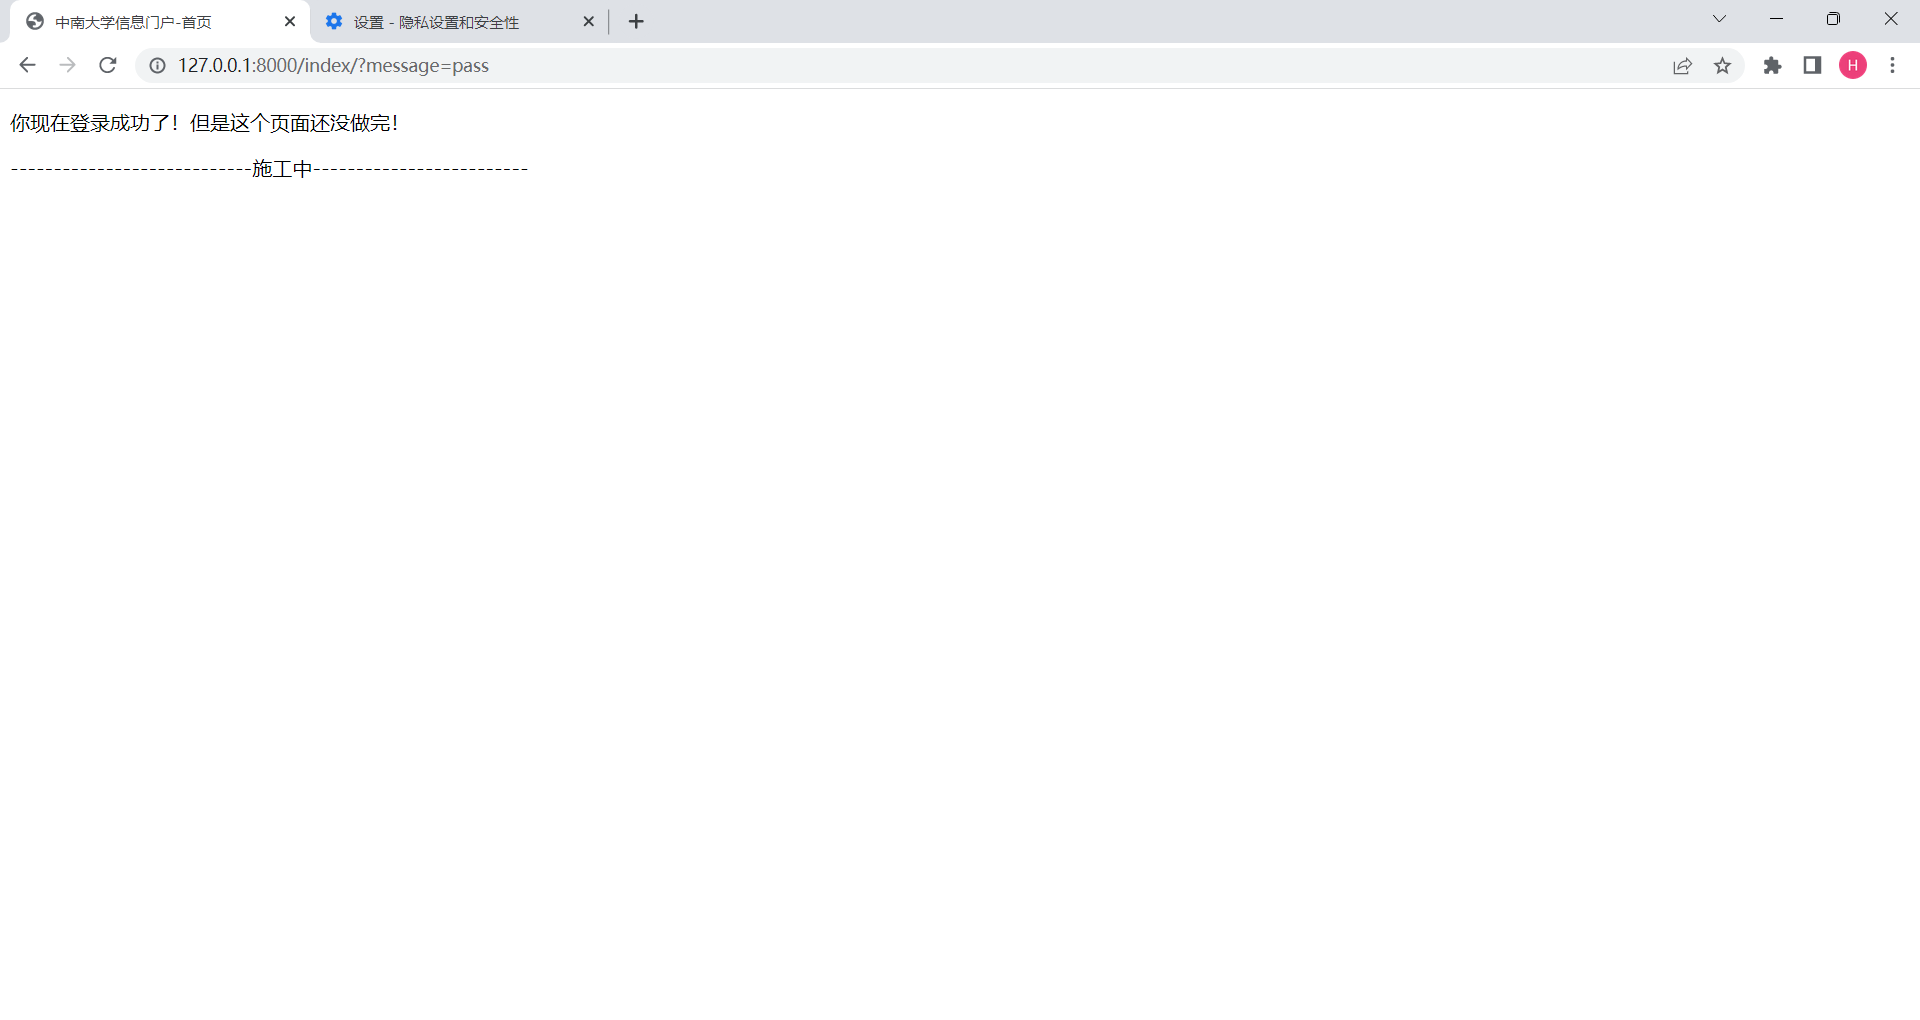 中南大学信息门户-首页
设置 - 隐私设置和安全性
127.0.0.1:8000/index/?message=pass
H
你现在登录成功了！但是这个页面还没做完！
----------------------------施工中-------------------------